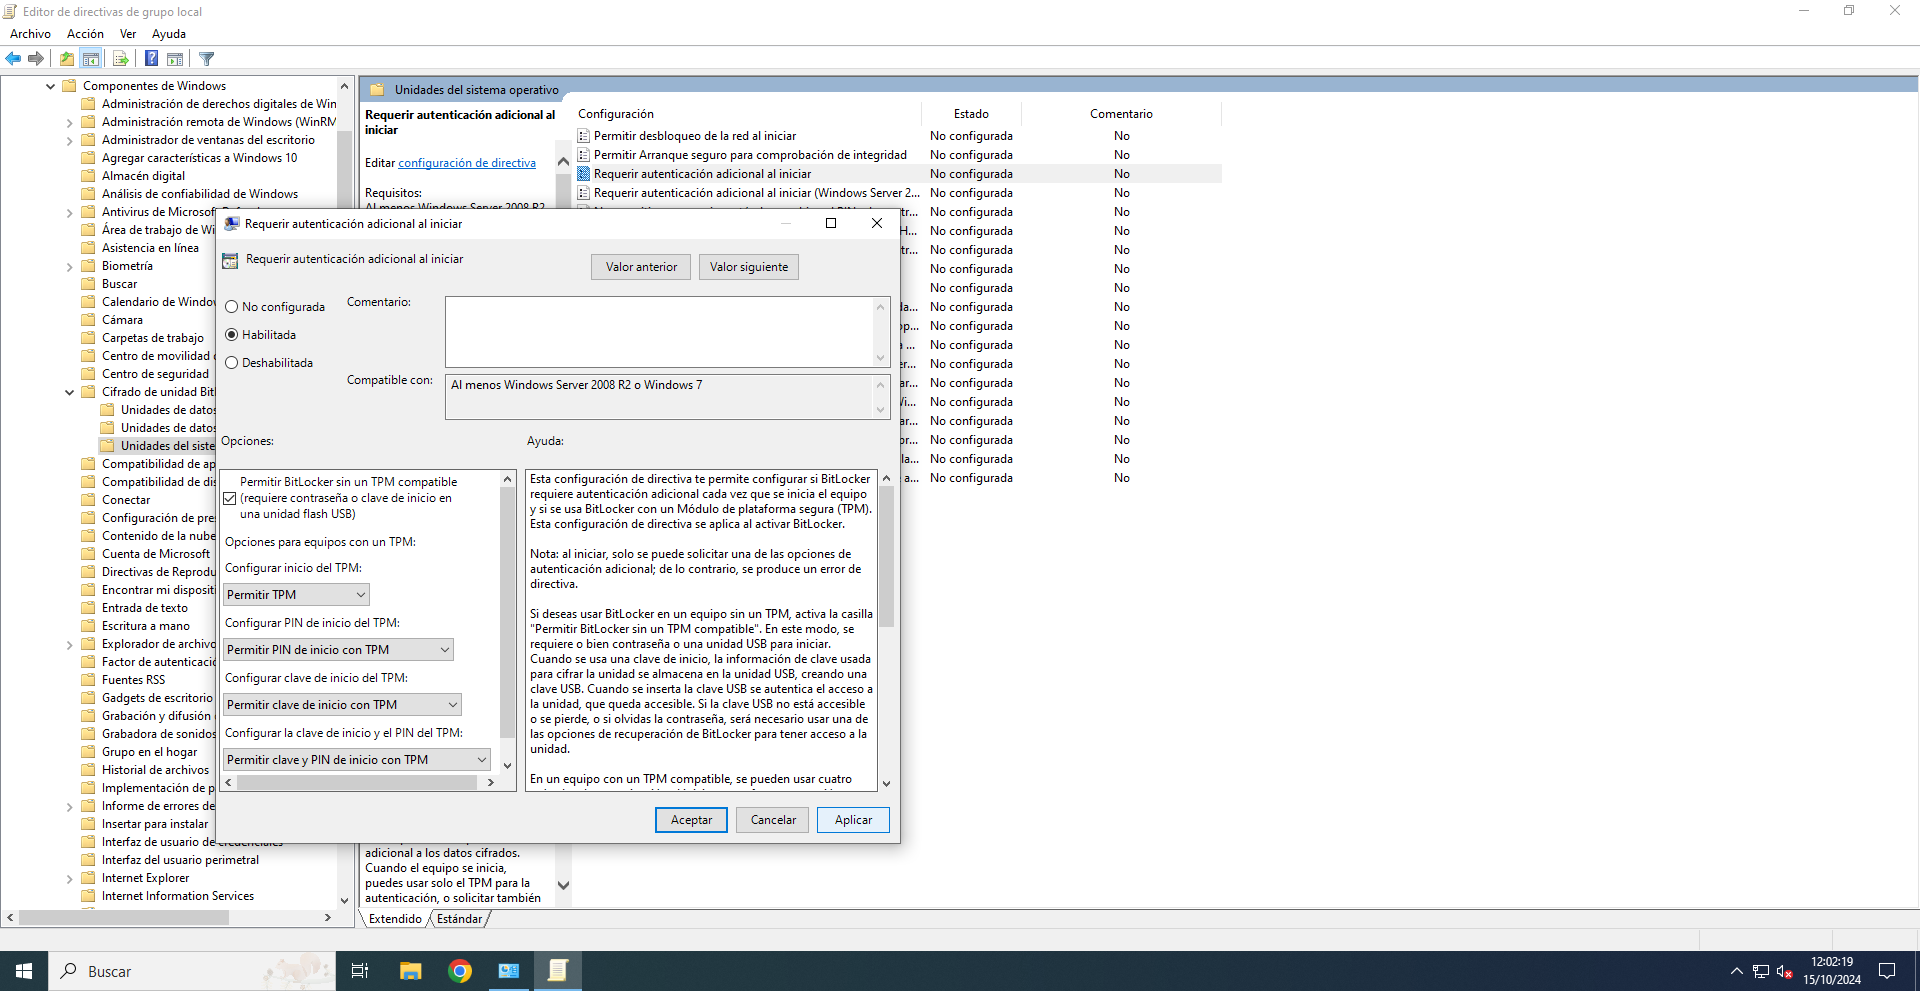 Editor de directivas de grupo local
Archivo Acción Ver Ayuda
Componentes de Windows
Administración de derechos digitales de Win
Administración remota de Windows (WinRM
Administrador de ventanas del escritorio
Agregar características a Windows 10
Almacén digital
Análisis de confiabilidad de Windows
Antivirus de Microsoft
Área de trabajo de Wi
Asistencia en línea
Biometría
Buscar
Calendario de Windov
Cámara
Carpetas de trabajo
Centro de movilidad
Centro de seguridad
Cifrado de unidad Bitl
Unidades de datos
Unidades de datos
Unidades del siste
Compatibilidad de ap
Compatibilidad de dis
Conectar
Configuración de pre
Contenido de la nube
Cuenta de Microsoft
Directivas de Reprodu
Encontrar mi dispositi
Entrada de texto
Escritura a mano
Explorador de archivo
Factor de autenticació
Fuentes RSS
Gadgets de escritorio
Grabación y difusión
Grabadora de sonidos
Grupo en el hogar
Historial de archivos
Implementación de p
Informe de errores de
Insertar para instalar
Interfaz de usuario de credenciales
Interfaz del usuario perimetral
Internet Explorer
Internet Information Services
Unidades del sistema operativo
Requerir autenticación adicional al
iniciar
Editar configuración de directiva
Requisitos:
Al menos Windows Server 2008 R2
Configuración Estado Comentario
Permitir desbloqueo de la red al iniciar No configurada No
Permitir Arranque seguro para comprobación de integridad No configurada No
Requerir autenticación adicional al iniciar No configurada No
Requerir autenticación adicional al iniciar (Windows Server 2... No configurada No
tr... No configurada No
H... No configurada No
tr... No configurada No
No configurada No
No configurada No
da... No configurada No
op... No configurada No
a ... No configurada No
er... No configurada No
ar... No configurada No
Vi... No configurada No
ar... No configurada No
or... No configurada No
la... No configurada No
a... No configurada No
Requerir autenticación adicional al iniciar
Requerir autenticación adicional al iniciar
Valor anterior Valor siguiente
No configurada
Habilitada
Deshabilitada
Comentario:
Compatible con:
Al menos Windows Server 2008 R2 o Windows 7
Opciones:
Ayuda:
Permitir BitLocker sin un TPM compatible
(requiere contraseña o clave de inicio en
una unidad flash USB)
Opciones para equipos con un TPM:
Configurar inicio del TPM:
Permitir TPM
Configurar PIN de inicio del TPM:
Permitir PIN de inicio con TPM
Configurar clave de inicio del TPM:
Permitir clave de inicio con TPM
Configurar la clave de inicio y el PIN del TPM:
Permitir clave y PIN de inicio con TPM
Esta configuración de directiva te permite configurar si BitLocker
requiere autenticación adicional cada vez que se inicia el equipo
y si se usa BitLocker con un Módulo de plataforma segura (TPM).
Esta configuración de directiva se aplica al activar BitLocker.
Nota: al iniciar, solo se puede solicitar una de las opciones de
autenticación adicional; de lo contrario, se produce un error de
directiva.
Si deseas usar BitLocker en un equipo sin un TPM, activa la casilla
"Permitir BitLocker sin un TPM compatible". En este modo, se
requiere o bien contraseña o una unidad USB para iniciar.
Cuando se usa una clave de inicio, la información de clave usada
para cifrar la unidad se almacena en la unidad USB, creando una
clave USB. Cuando se inserta la clave USB se autentica el acceso a
la unidad, que queda accesible. Si la clave USB no está accesible
o se pierde, o si olvidas la contraseña, será necesario usar una de
las opciones de recuperación de BitLocker para tener acceso a la
unidad.
En un equipo con un TPM compatible, se pueden usar cuatro
Aceptar Cancelar Aplicar
adicional a los datos cifrados.
Cuando el equipo se inicia,
puedes usar solo el TPM para la
autenticación, o solicitar también
Extendido Estándar
Buscar
12:02:19
15/10/2024